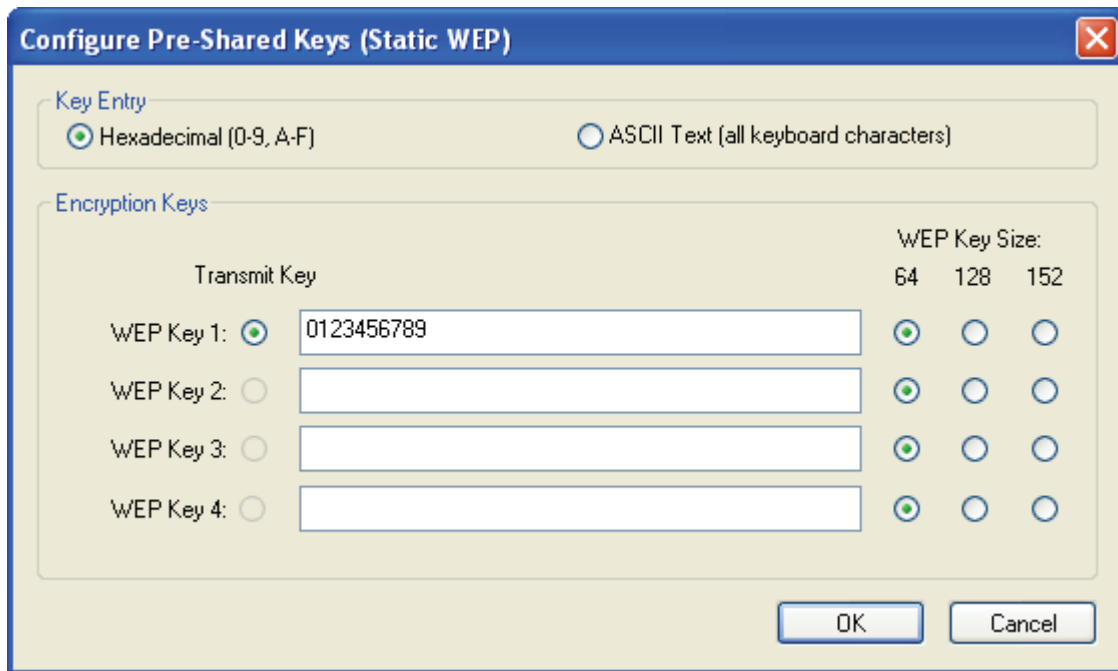 Configure Pre-Shared Keys (Static WEP)
Key Entry
Hexadecimal (0-9, A-F) ASCII Text (all keyboard characters)
Encryption Keys
WEP Key Size:
Transmit Key 64 128 152
WEP Key 1: 0123456789
WEP Key 2:
WEP Key 3:
WEP Key 4:
OK Cancel